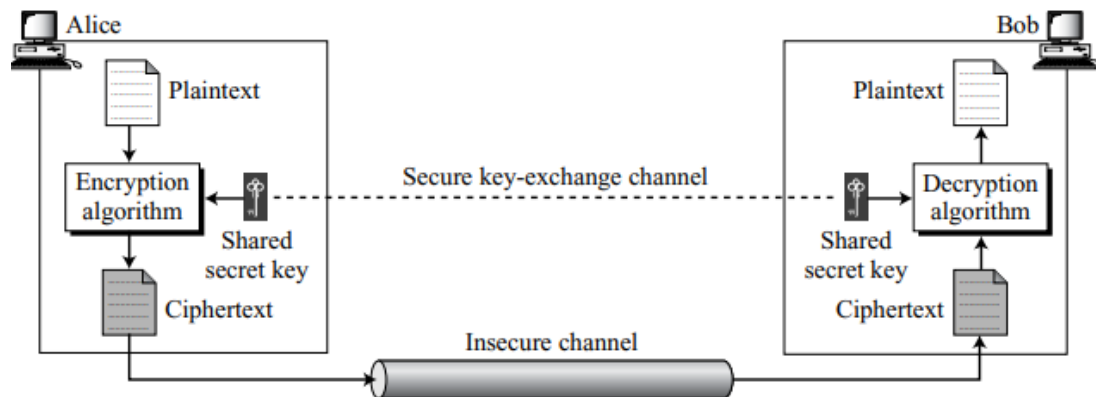 Alice
Bob
Plaintext
Plaintext
Encryption
algorithm
Secure key-exchange channel
Decryption
algorithm
Shared
secret key
Shared
secret key
Ciphertext
Ciphertext
Insecure channel